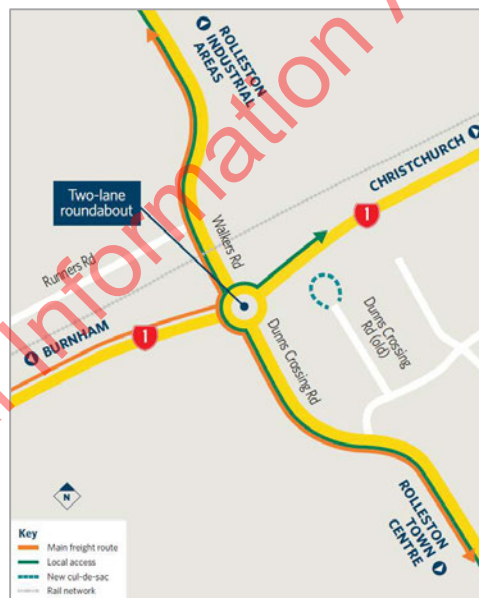 ROLLESTON
INDUSTRIAL
AREAS
CHRISTCHURCH
1
Two-lane
roundabout
Walkers Rd
Runners Rd
BURNHAM
1
Dunns Crossing Rd
Dunns Crossing
Rd (old)
ROLLESTON
TOWN
CENTRE
N
Key
Main freight route
Local access
New cul-de-sac
Rail network
Information A